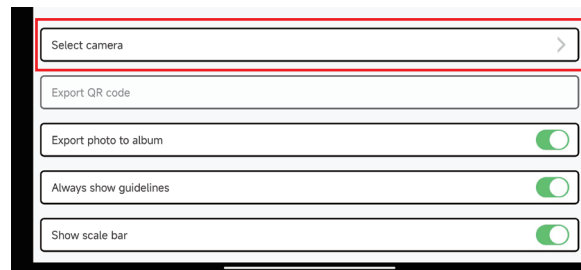 Select camera
Export QR code
Export photo to album
Always show guidelines
Show scale bar